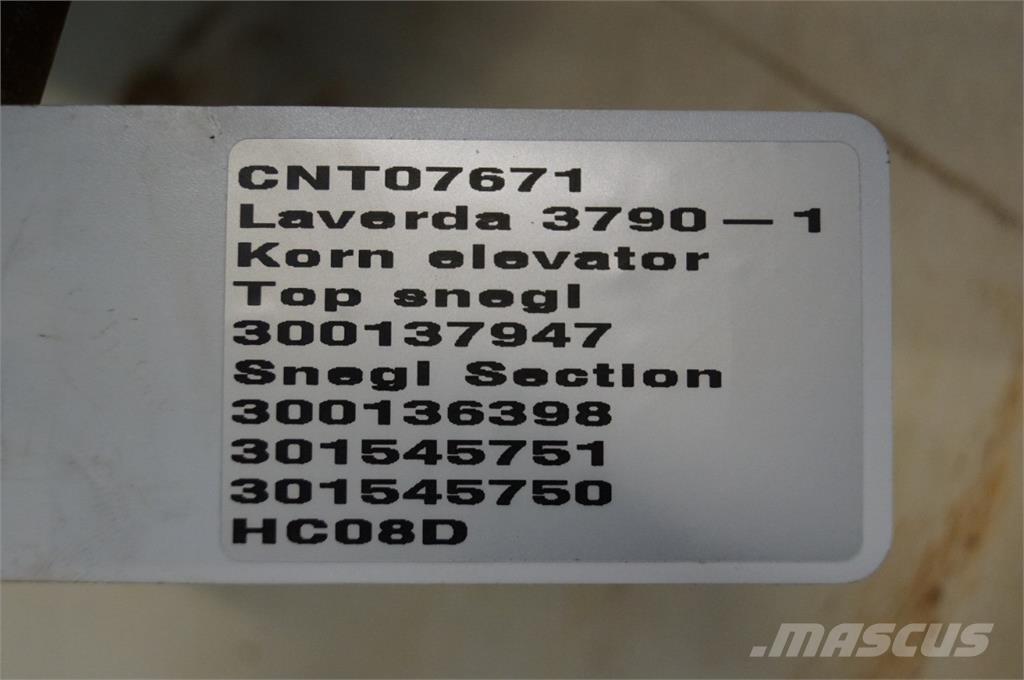 CNT07671
Laverda 3790 — 1
Korn elevator
Top snegl
300137947
Snegl Section
300136398
301545751
301545750
HC08D
.MASCUS